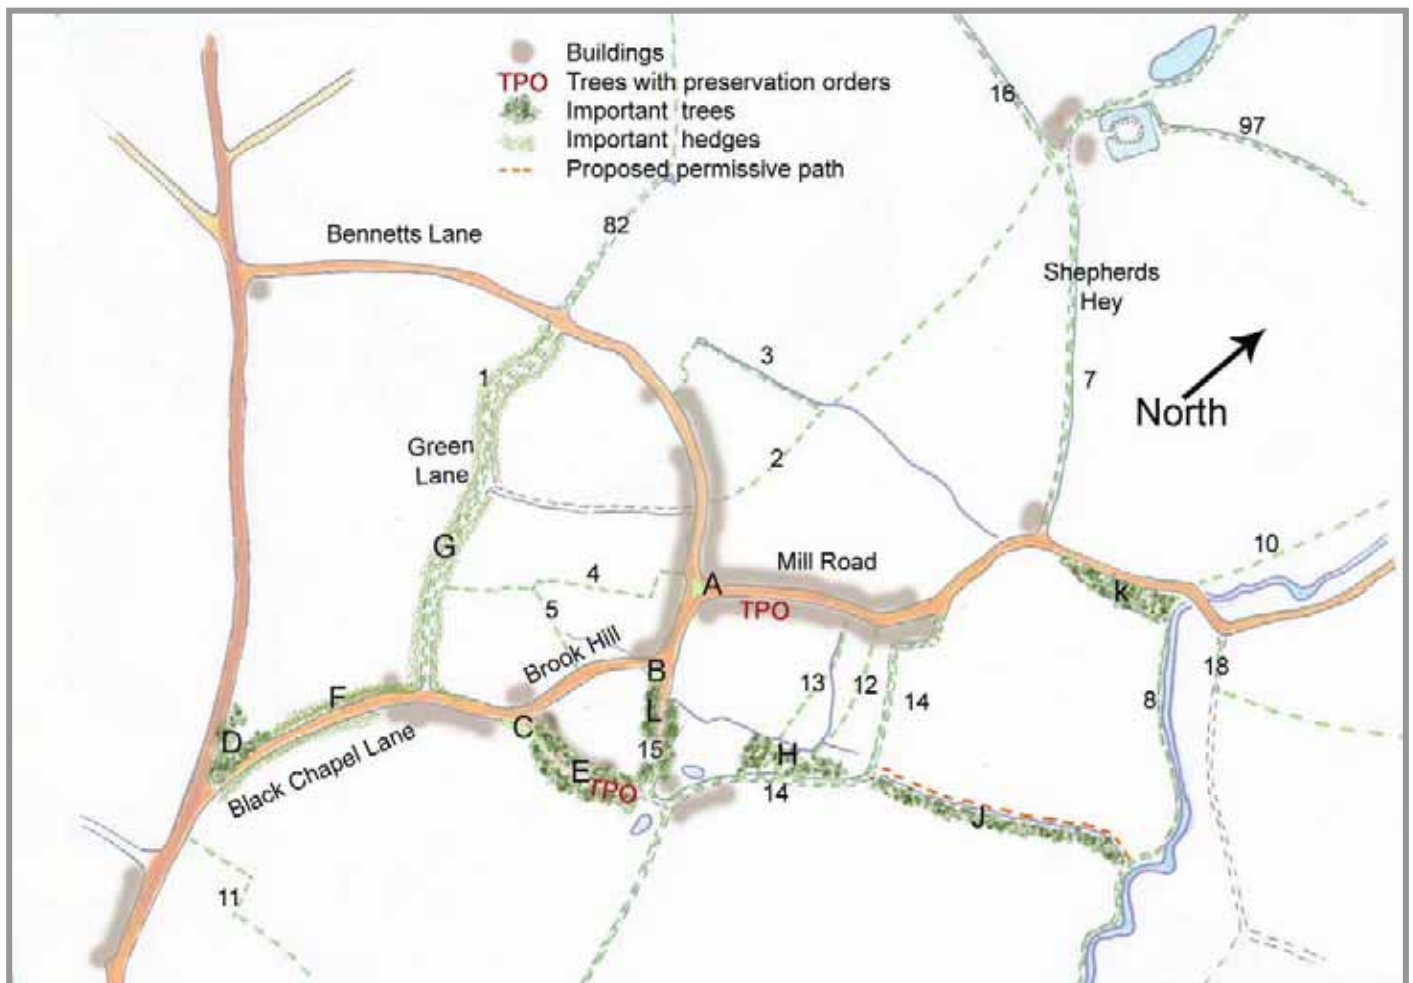 Buildings
TPO Trees with preservation orders
Important trees
Important hedges
Proposed permissive path
16
97
82
Bennetts Lane
Shepherds
Hey
North
3
1
7
Green
Lane
2
G
10
Mill Road
4
A
TPO
k
5
Brook Hill
B
18
13
12
14
8
F
L
C
D
15
H
Black Chapel Lane
E
TPO
14
J
11